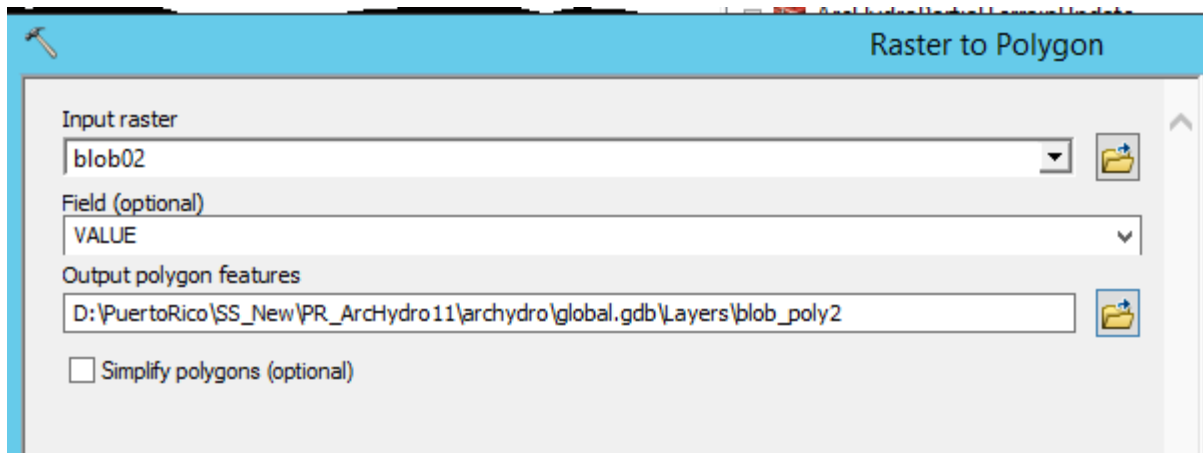 Raster to Polygon
Input raster
blob02
Field (optional)
VALUE
Output polygon features
D:\PuertoRico\SS_New\PR_ArcHydro11\archydro\global.gdb\Layers\blob_poly2
Simplify polygons (optional)